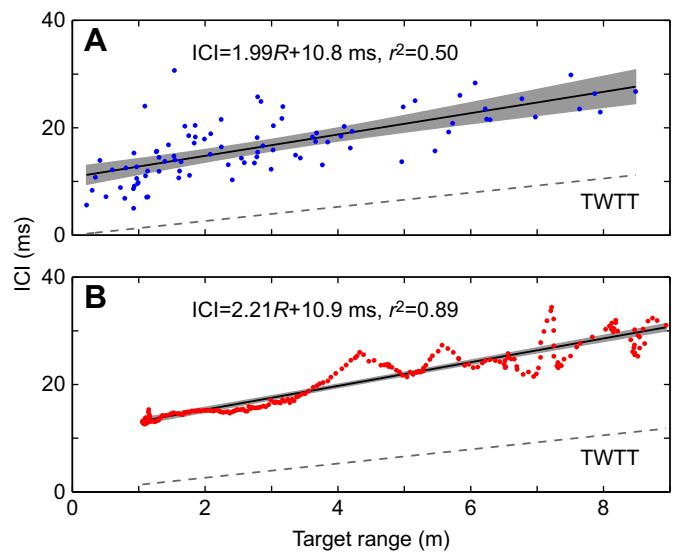 40
A
ICI=1.99R+10.8 ms, r²=0.50
20
TWTT
0
ICI (ms)
40
B
ICI=2.21R+10.9 ms, r²=0.89
20
TWTT
0
0 2 4 6 8
Target range (m)